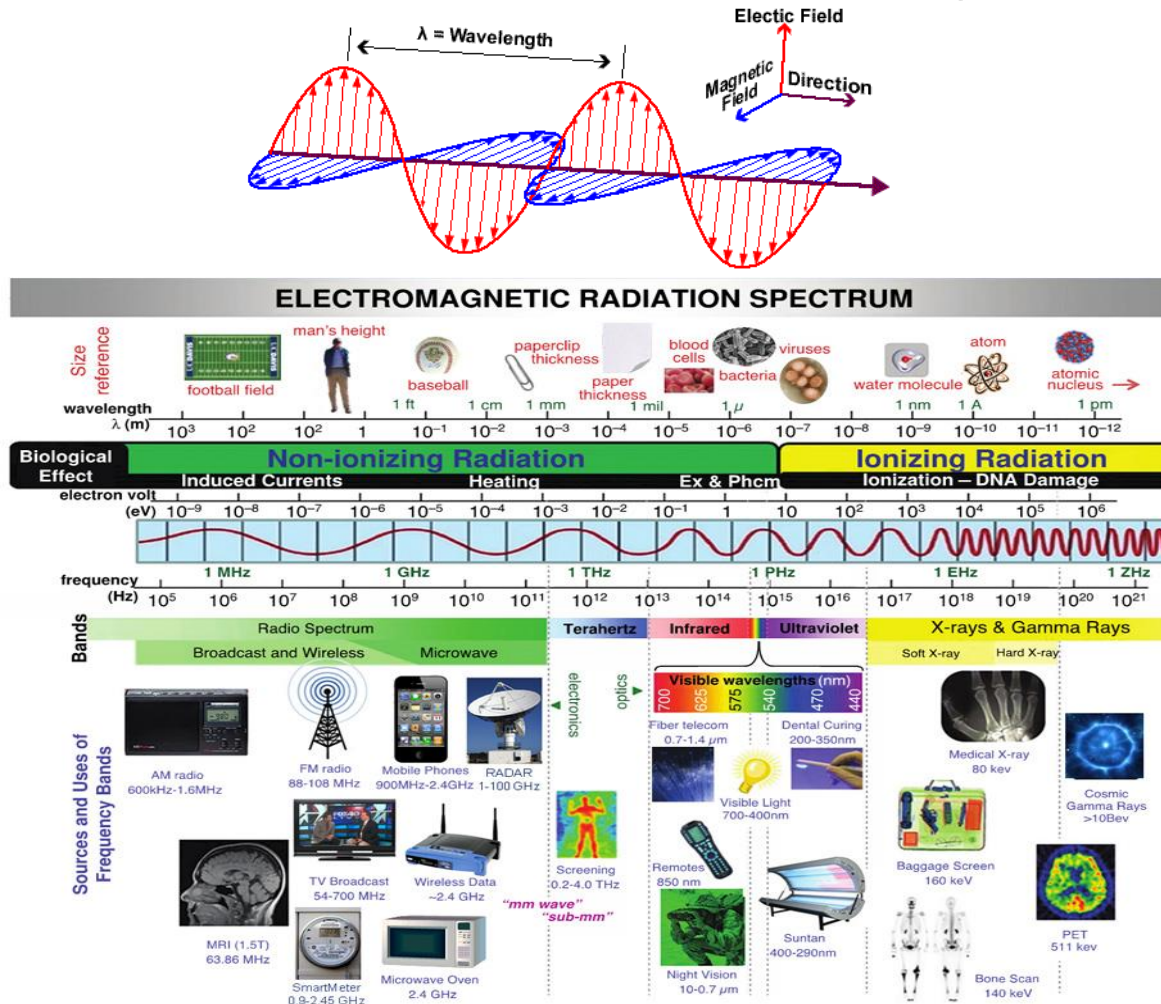 Electic Field
λ = Wavelength
Magnetic
Field
Direction
ELECTROMAGNETIC RADIATION SPECTRUM
Size
reference
football field
man's height
baseball
paperclip
thickness
paper
thickness
blood
cells
bacteria
viruses
water molecule
atom
atomic
nucleus
wavelength
λ (m)
1 ft 1 cm 1 mm 1 mil 1 µ 1 nm 1 A 1 pm
10³ 10² 10² 1 10⁻¹ 10⁻² 10⁻³ 10⁻⁴ 10⁻⁵ 10⁻⁶ 10⁻⁷ 10⁻⁸ 10⁻⁹ 10⁻¹⁰ 10⁻¹¹ 10⁻¹²
Biological
Effect
Non-ionizing Radiation
Ionizing Radiation
Induced Currents Heating Ex & Phcm Ionization — DNA Damage
electron volt
(eV)
10⁻⁹ 10⁻⁸ 10⁻⁷ 10⁻⁶ 10⁻⁵ 10⁻⁴ 10⁻³ 10⁻² 10⁻¹ 1 10 10² 10³ 10⁴ 10⁵ 10⁶
frequency
(Hz)
1 MHz 1 GHz 1 THz 1 PHz 1 EHz 1 ZHz
10⁵ 10⁶ 10⁷ 10⁸ 10⁹ 10¹⁰ 10¹¹ 10¹² 10¹³ 10¹⁴ 10¹⁵ 10¹⁶ 10¹⁷ 10¹⁸ 10¹⁹ 10²⁰ 10²¹
Bands
Radio Spectrum Terahertz Infrared Ultraviolet X-rays & Gamma Rays
Broadcast and Wireless Microwave Soft X-ray Hard X-ray
electronics
optics
Visible wavelengths (nm)
700 625 575 540 470 440
Sources and Uses of
Frequency Bands
AM radio
600kHz-1.6MHz
FM radio
88-108 MHz
Mobile Phones
900MHz-2.4GHz
RADAR
1-100 GHz
Fiber telecom
0.7-1.4 µm
Dental Curing
200-350nm
Medical X-ray
80 kev
Visible Light
700-400nm
Cosmic
Gamma Rays
>10Bev
TV Broadcast
54-700 MHz
Wireless Data
~2.4 GHz
Screening
0.2-4.0 THz
"mm wave"
"sub-mm"
Remotes
850 nm
Baggage Screen
160 keV
MRI (1.5T)
63.86 MHz
SmartMeter
0.9-2.45 GHz
Microwave Oven
2.4 GHz
Night Vision
10-0.7 µm
Suntan
400-290nm
Bone Scan
140 keV
PET
511 kev